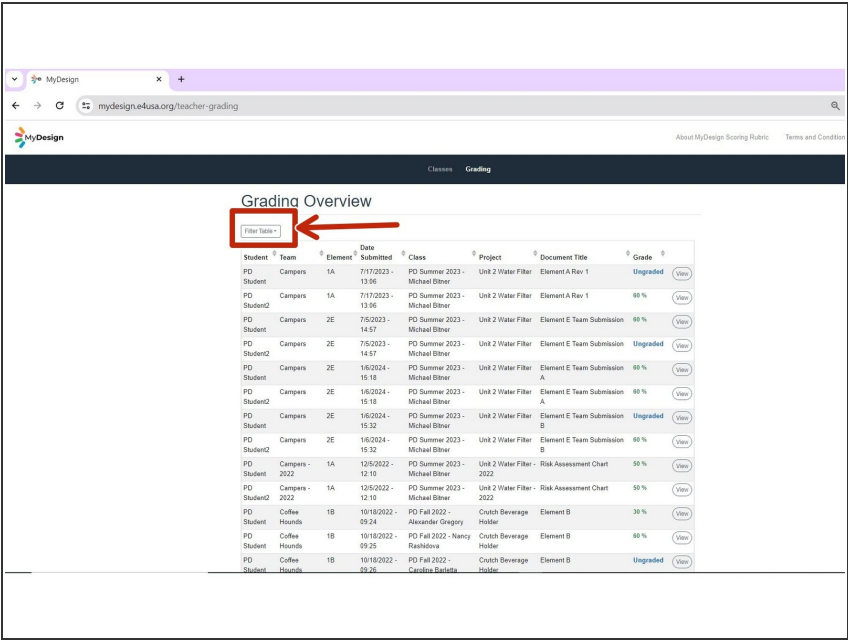 MyDesign
mydesign.e4usa.org/teacher-grading
MyDesign
About MyDesign Scoring Rubric Terms and Condition
Classes Grading
Grading Overview
Filter Table
Student Team Element Date Submitted Class Project Document Title Grade
PD Student Campers 1A 7/17/2023 - 13:06 PD Summer 2023 - Michael Bitner Unit 2 Water Filter Element A Rev 1 Ungraded View
PD Student2 Campers 1A 7/17/2023 - 13:06 PD Summer 2023 - Michael Bitner Unit 2 Water Filter Element A Rev 1 60 % View
PD Student Campers 2E 7/5/2023 - 14:57 PD Summer 2023 - Michael Bitner Unit 2 Water Filter Element E Team Submission 60 % View
PD Student2 Campers 2E 7/5/2023 - 14:57 PD Summer 2023 - Michael Bitner Unit 2 Water Filter Element E Team Submission Ungraded View
PD Student Campers 2E 1/6/2024 - 15:18 PD Summer 2023 - Michael Bitner Unit 2 Water Filter Element E Team Submission A 60 % View
PD Student2 Campers 2E 1/6/2024 - 15:18 PD Summer 2023 - Michael Bitner Unit 2 Water Filter Element E Team Submission A 60 % View
PD Student Campers 2E 1/6/2024 - 15:32 PD Summer 2023 - Michael Bitner Unit 2 Water Filter Element E Team Submission B Ungraded View
PD Student2 Campers 2E 1/6/2024 - 15:32 PD Summer 2023 - Michael Bitner Unit 2 Water Filter Element E Team Submission B 60 % View
PD Student Campers - 2022 1A 12/5/2022 - 12:10 PD Summer 2023 - Michael Bitner Unit 2 Water Filter - 2022 Risk Assessment Chart 50 % View
PD Student2 Campers - 2022 1A 12/5/2022 - 12:10 PD Summer 2023 - Michael Bitner Unit 2 Water Filter - 2022 Risk Assessment Chart 50 % View
PD Student Coffee Hounds 1B 10/18/2022 - 09:24 PD Fall 2022 - Alexander Gregory Crutch Beverage Holder Element B 30 % View
PD Student Coffee Hounds 1B 10/18/2022 - 09:25 PD Fall 2022 - Nancy Rashidova Crutch Beverage Holder Element B 60 % View
PD Student Coffee Hounds 1B 10/18/2022 - 09:26 PD Fall 2022 - Caroline Barletta Crutch Beverage Holder Element B Ungraded View